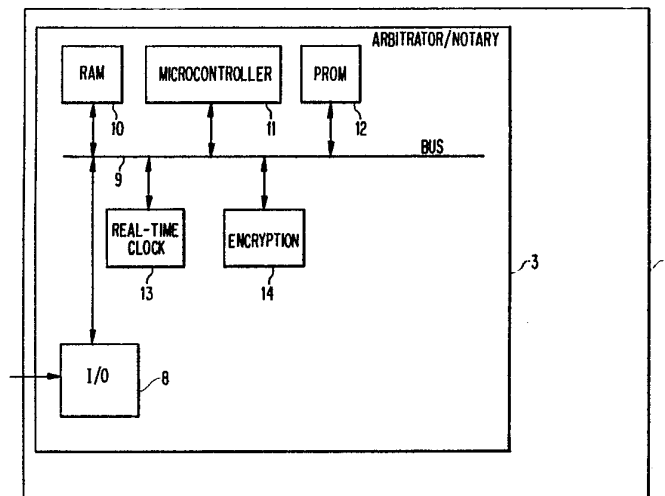 ARBITRATOR/NOTARY
RAM
MICROCONTROLLER
PROM
10
11
12
BUS
9
REAL-TIME
CLOCK
ENCRYPTION
13
14
3
I/O
8